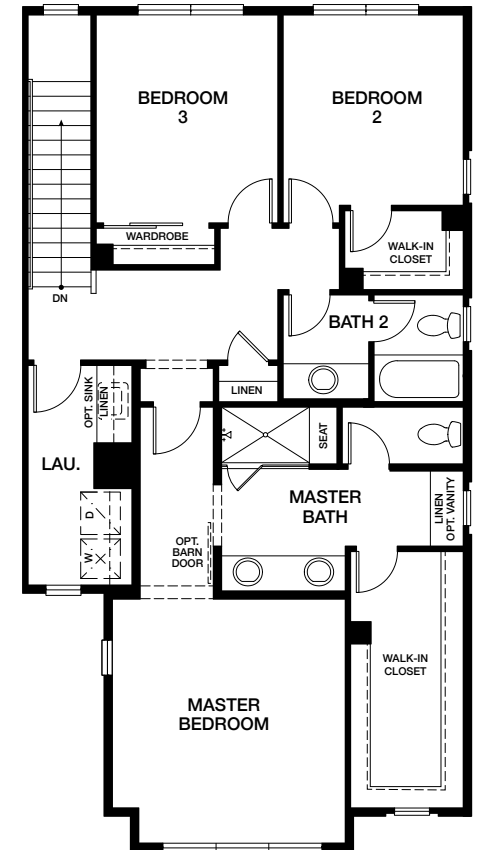 BEDROOM
3
BEDROOM
2
WARDROBE
WALK-IN
CLOSET
DN
BATH 2
LINEN
OPT. SINK
LINEN
SEAT
LAU.
MASTER
BATH
LINEN
OPT. VANITY
D
W
OPT.
BARN
DOOR
WALK-IN
CLOSET
MASTER
BEDROOM